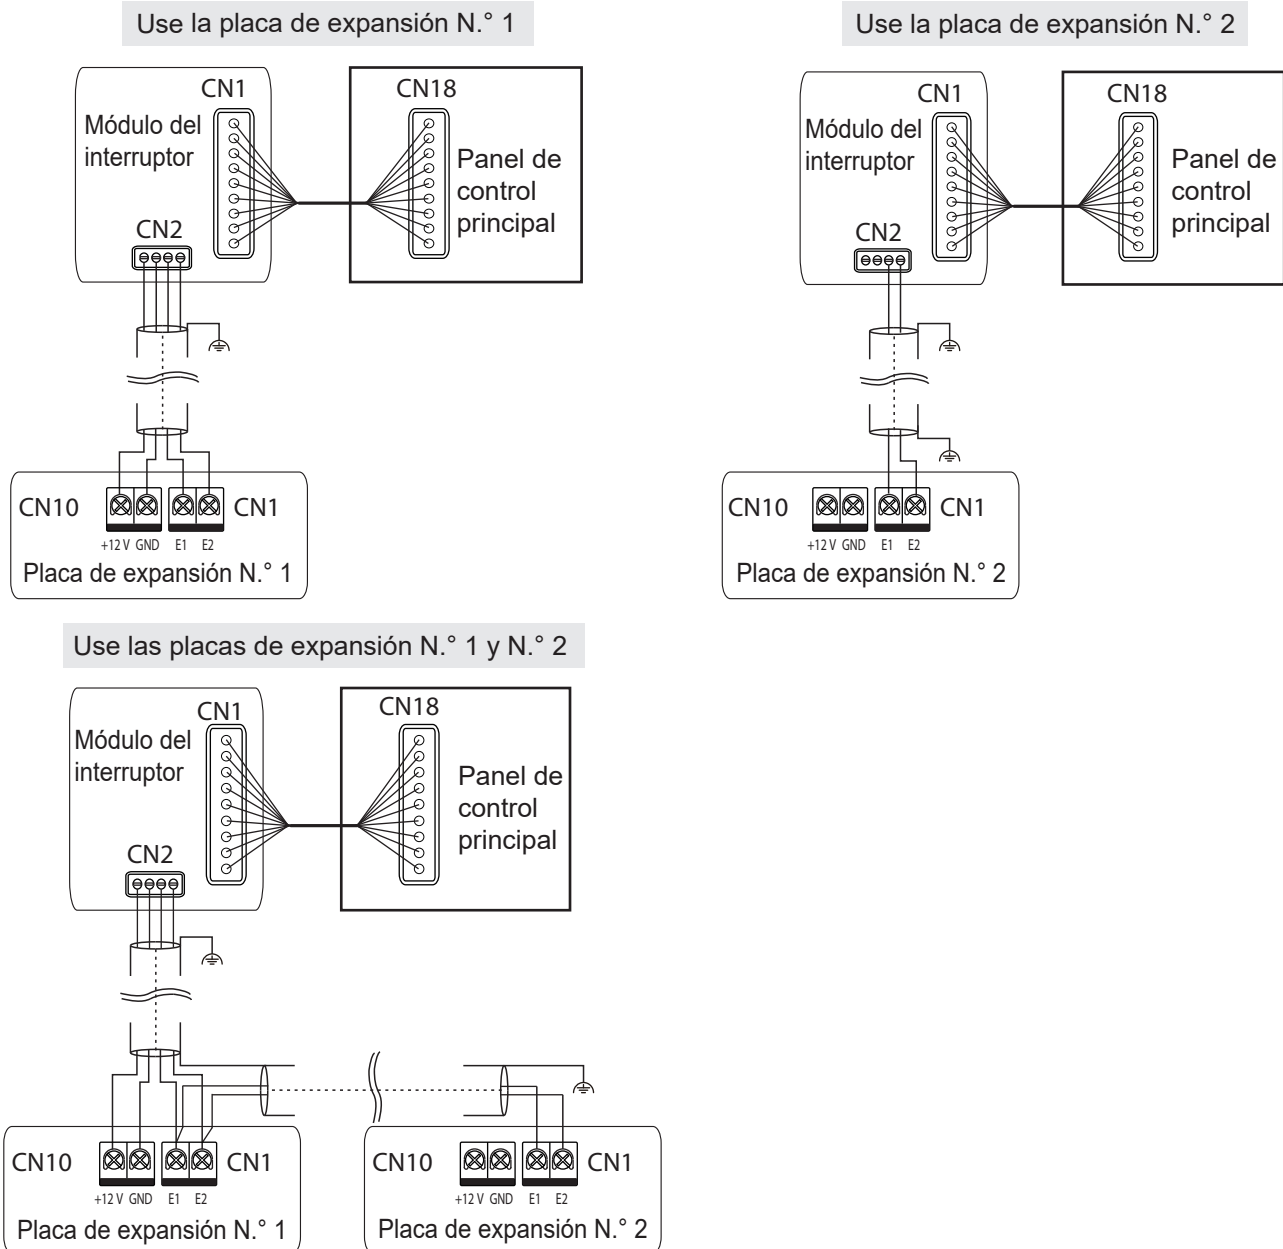 Use la placa de expansión N.° 1
CN1
CN18
Módulo del
interruptor
Panel de
control
principal
CN2
CN10
CN1
+12 V GND E1 E2
Placa de expansión N.° 1
Use la placa de expansión N.° 2
CN1
CN18
Módulo del
interruptor
Panel de
control
principal
CN2
CN10
CN1
+12 V GND E1 E2
Placa de expansión N.° 2
Use las placas de expansión N.° 1 y N.° 2
CN1
CN18
Módulo del
interruptor
Panel de
control
principal
CN2
CN10
CN1
+12 V GND E1 E2
Placa de expansión N.° 1
CN10
CN1
+12 V GND E1 E2
Placa de expansión N.° 2